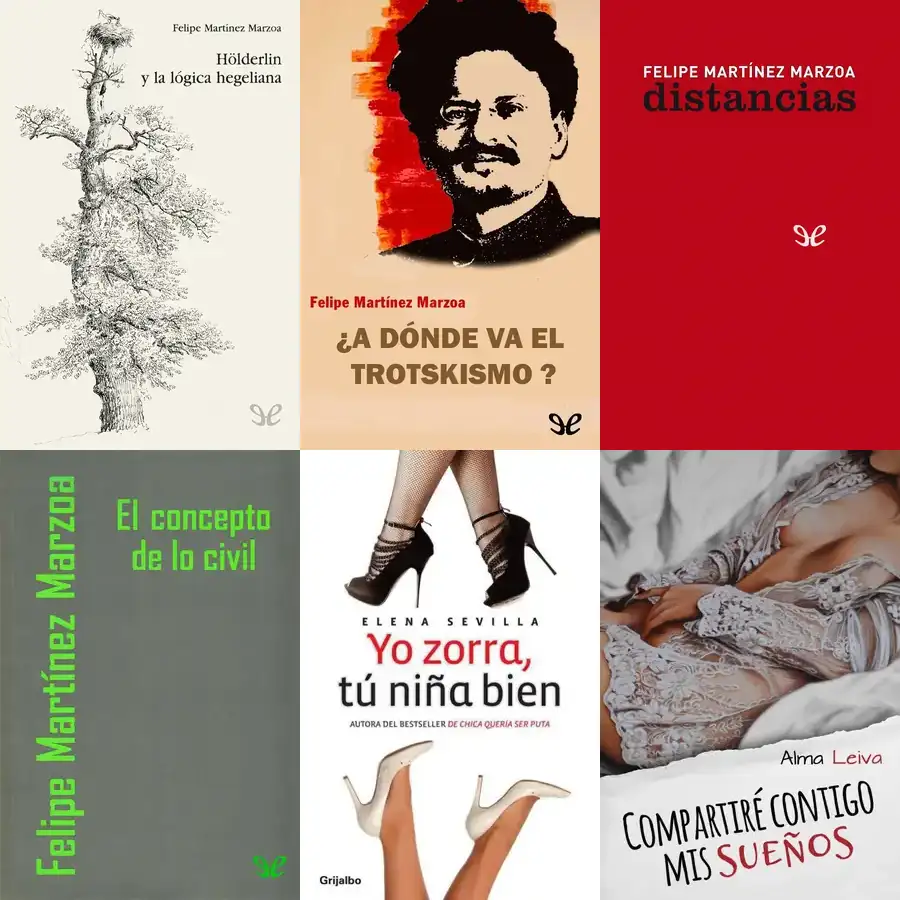 Felipe Martínez Marzoa
Hölderlin
y la lógica hegeliana
Felipe Martínez Marzoa
¿A DÓNDE VA EL
TROTSKISMO ?
FELIPE MARTÍNEZ MARZOA
distancias
Felipe Martínez Marzoa
El concepto
de lo civil
ELENA SEVILLA
Yo zorra,
tú niña bien
AUTORA DEL BESTSELLER DE CHICA QUERÍA SER PUTA
Grijalbo
Alma Leiva
COMPARTIRÉ CONTIGO
MIS SUEÑOS